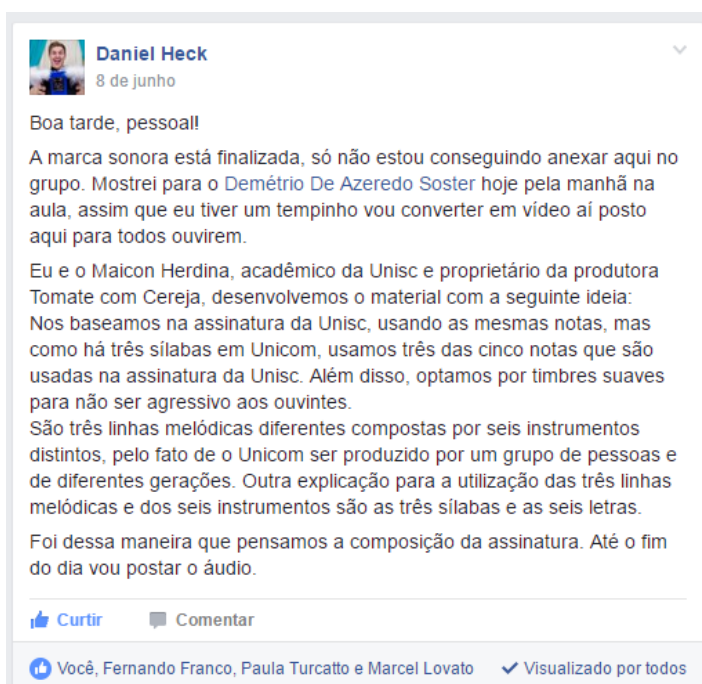 Daniel Heck
8 de junho
Boa tarde, pessoal!
A marca sonora está finalizada, só não estou conseguindo anexar aqui no
grupo. Mostrei para o Demétrio De Azeredo Soster hoje pela manhã na
aula, assim que eu tiver um tempinho vou converter em vídeo aí posto
aqui para todos ouvirem.
Eu e o Maicon Herdina, acadêmico da Unisc e proprietário da produtora
Tomate com Cereja, desenvolvemos o material com a seguinte ideia:
Nos baseamos na assinatura da Unisc, usando as mesmas notas, mas
como há três sílabas em Unicom, usamos três das cinco notas que são
usadas na assinatura da Unisc. Além disso, optamos por timbres suaves
para não ser agressivo aos ouvintes.
São três linhas melódicas diferentes compostas por seis instrumentos
distintos, pelo fato de o Unicom ser produzido por um grupo de pessoas e
de diferentes gerações. Outra explicação para a utilização das três linhas
melódicas e dos seis instrumentos são as três sílabas e as seis letras.
Foi dessa maneira que pensamos a composição da assinatura. Até o fim
do dia vou postar o áudio.
Curtir Comentar
Você, Fernando Franco, Paula Turcatto e Marcel Lovato Visualizado por todos